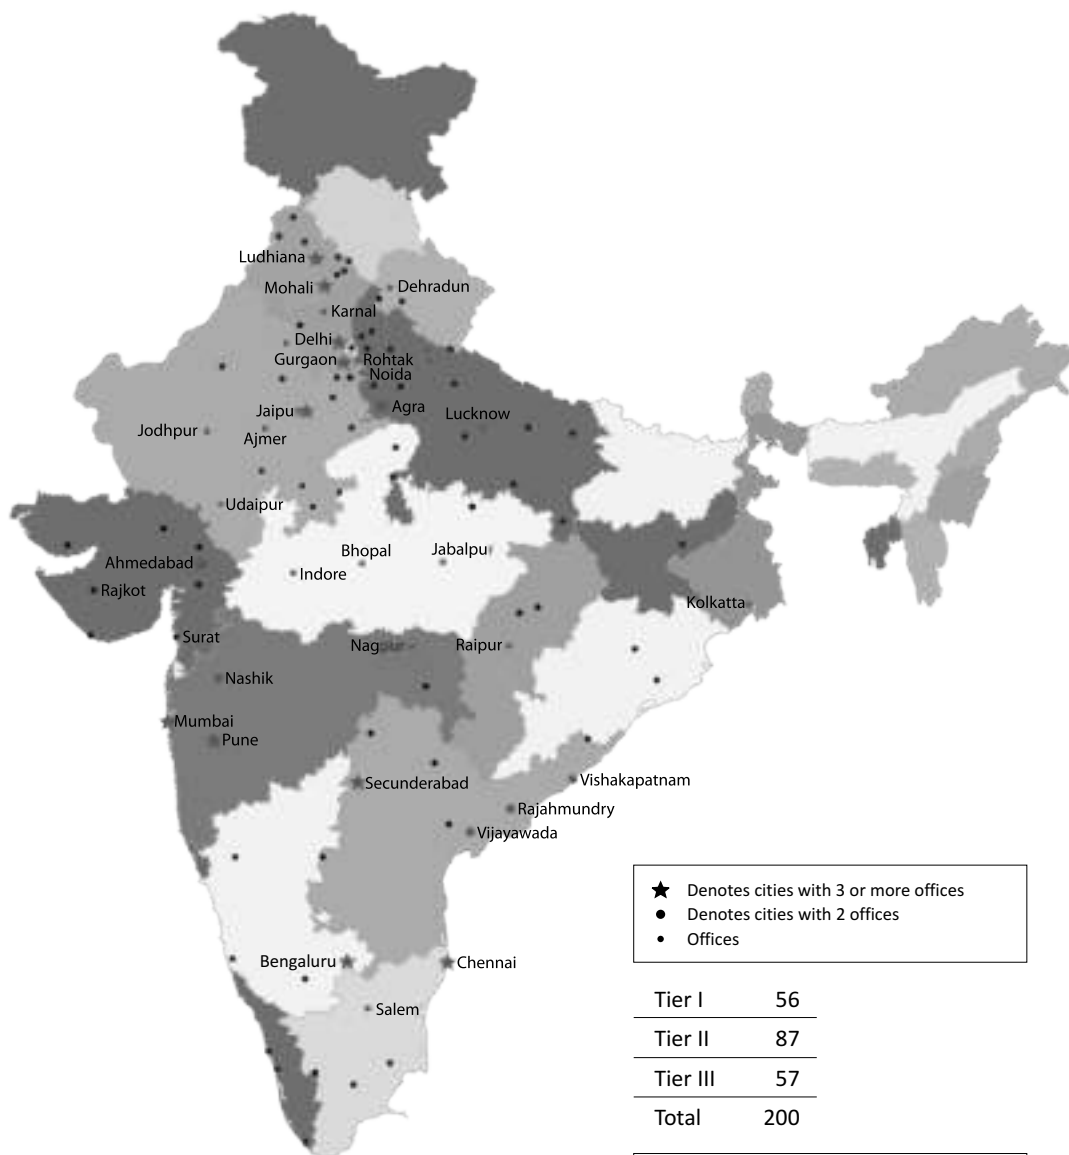 Ludhiana
Mohali
Dehradun
Karnal
Delhi
Gurgaon
Rohtak
Noida
Jaipu
Agra
Lucknow
Jodhpur
Ajmer
Udaipur
Bhopal
Jabalpu
Ahmedabad
Indore
Rajkot
Kolkatta
Surat
Nagpur
Raipur
Nashik
Mumbai
Pune
Secunderabad
Vishakapatnam
Rajahmundry
Vijayawada
Denotes cities with 3 or more offices
Denotes cities with 2 offices
Offices
Bengaluru
Chennai
Salem
Tier I 56
Tier II 87
Tier III 57
Total 200